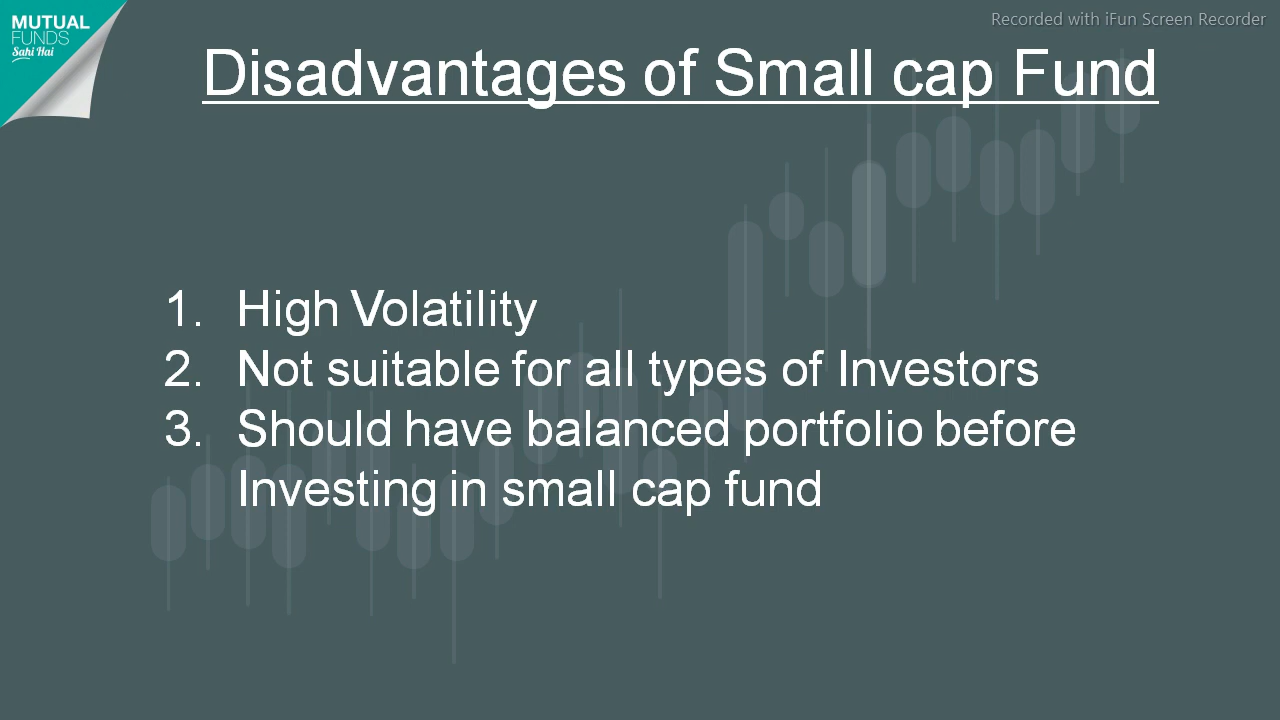 MUTUAL
FUNDS
Sahi Hai
Recorded with iFun Screen Recorder
Disadvantages of Small cap Fund
1. High Volatility
2. Not suitable for all types of Investors
3. Should have balanced portfolio before
Investing in small cap fund